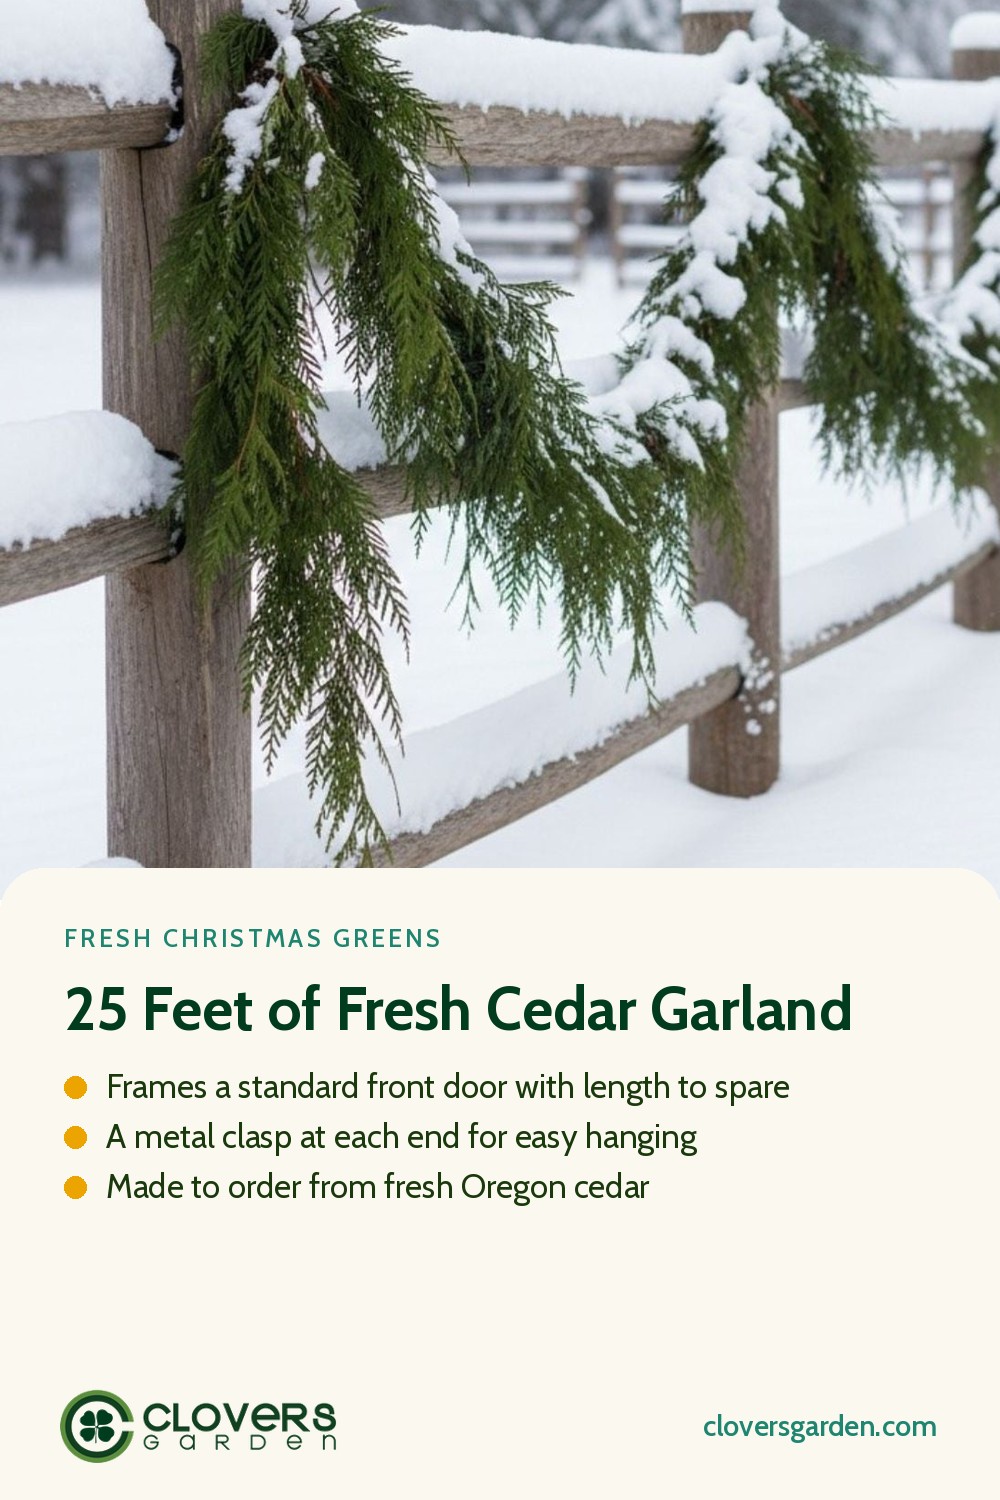 FRESH CHRISTMAS GREENS
25 Feet of Fresh Cedar Garland
Frames a standard front door with length to spare
A metal clasp at each end for easy hanging
Made to order from fresh Oregon cedar
CLOVERS
GARDEN
cloversgarden.com